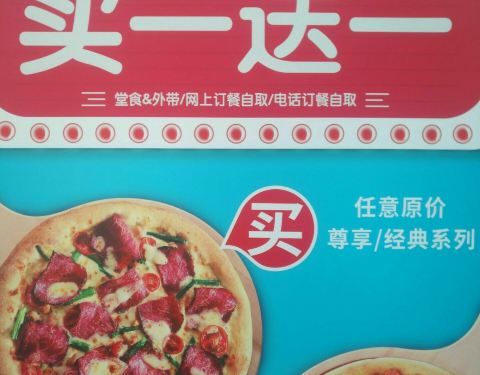 买一送一
堂食&外带/网上订餐自取/电话订餐自取
买
任意原价
尊享/经典系列